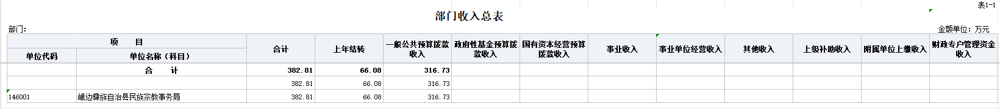 表1-1
部门收入总表
部门：
金额单位：万元
项 目
合计
上年结转
一般公共预算拨款
收入
政府性基金预算拨
款收入
国有资本经营预算
拨款收入
事业收入
事业单位经营收入
其他收入
上级补助收入
附属单位上缴收入
财政专户管理资金
收入
单位代码
单位名称（科目）
合 计 382.81 66.08 316.73
382.81 66.08 316.73
146001 峨边彝族自治县民族宗教事务局 382.81 66.08 316.73